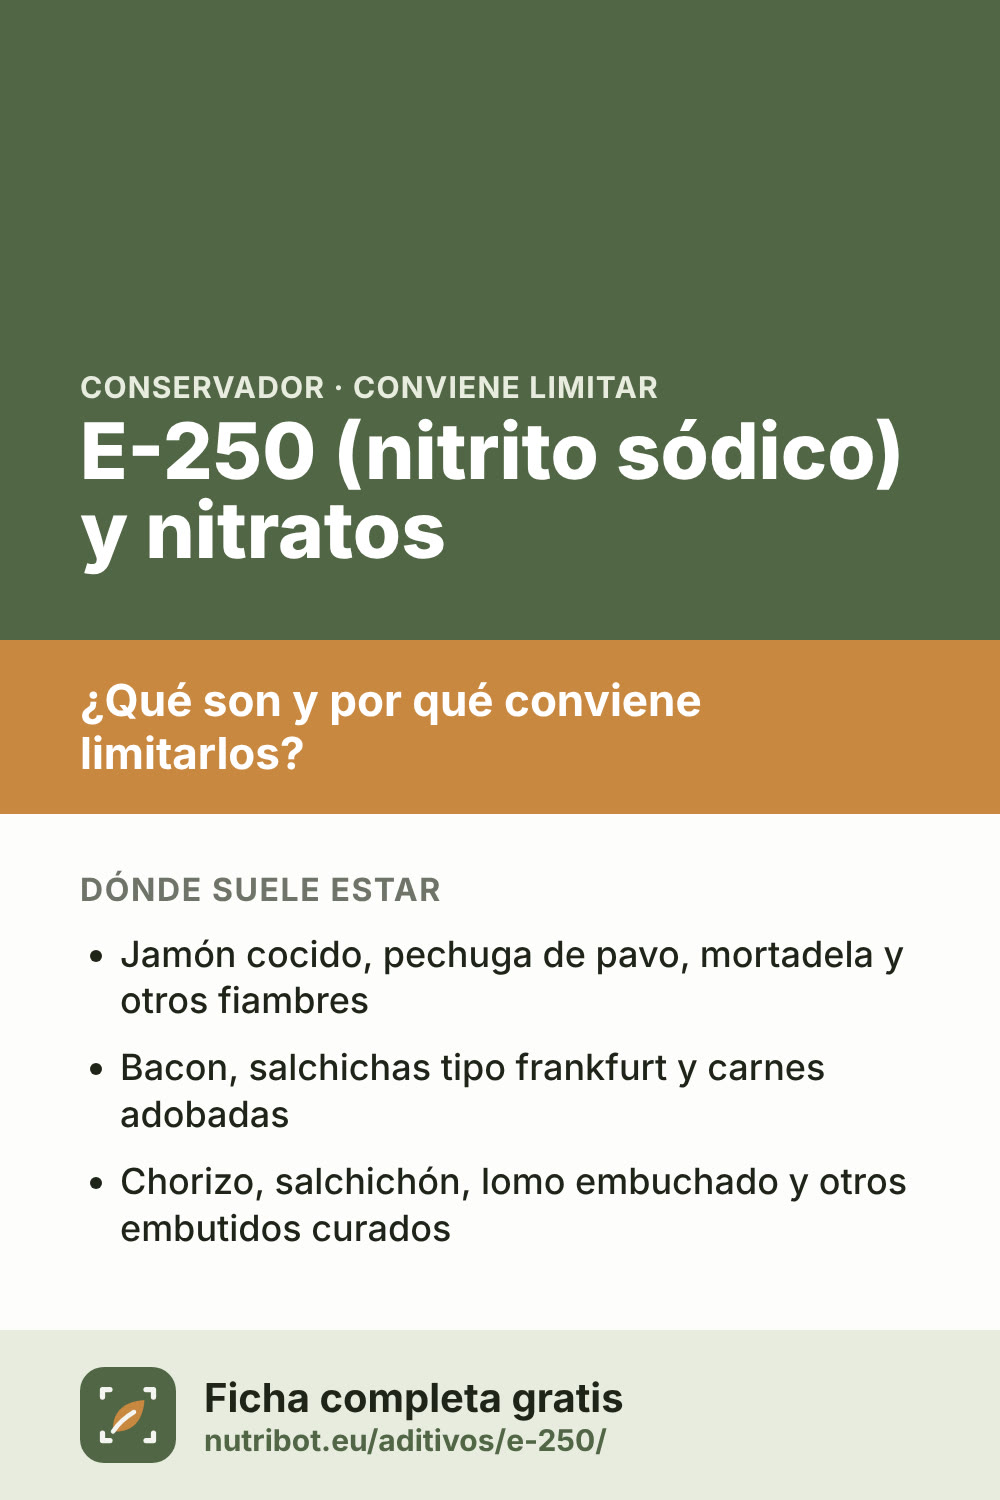 CONSERVADOR · CONVIENE LIMITAR
E-250 (nitrito sódico)
y nitratos
¿Qué son y por qué conviene
limitarlos?
DÓNDE SUELE ESTAR
• Jamón cocido, pechuga de pavo, mortadela y
otros fiambres
• Bacon, salchichas tipo frankfurt y carnes
adobadas
• Chorizo, salchichón, lomo embuchado y otros
embutidos curados
Ficha completa gratis
nutribot.eu/aditivos/e-250/